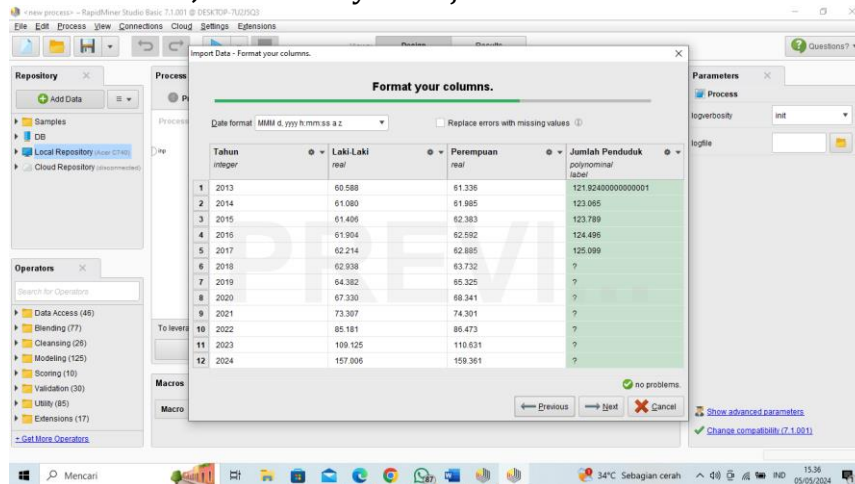 <new process> – RapidMiner Studio Basic 7.1.001 @ DESKTOP-7U2JSQ3
File Edit Process View Connections Cloud Settings Extensions
Questions?
Import Data - Format your columns.
Format your columns.
Date format MMM d, yyyy h:mm:ss a z
Replace errors with missing values
Tahun Laki-Laki Perempuan Jumlah Penduduk
integer real real polynominal
label
1 2013 60.588 61.336 121.92400000000001
2 2014 61.080 61.985 123.065
3 2015 61.406 62.383 123.789
4 2016 61.904 62.592 124.496
5 2017 62.214 62.885 125.099
6 2018 62.938 63.732 ?
7 2019 64.382 65.325 ?
8 2020 67.330 68.341 ?
9 2021 73.307 74.301 ?
10 2022 85.181 86.473 ?
11 2023 109.125 110.631 ?
12 2024 157.006 159.361 ?
PREVI...
no problems.
Previous Next Cancel
Repository
Add Data
Samples
DB
Local Repository (Acer C740)
Cloud Repository (disconnected)
Operators
Search for Operators
Data Access (46)
Blending (77)
Cleansing (26)
Modeling (125)
Scoring (10)
Validation (30)
Utility (85)
Extensions (17)
Get More Operators
Process
Process
inp
To levera
Macros
Macro
Parameters
Process
logverbosity init
logfile
Show advanced parameters
Change compatibility (7.1.001)
Mencari
87
34°C Sebagian cerah
IND
15.36
05/05/2024